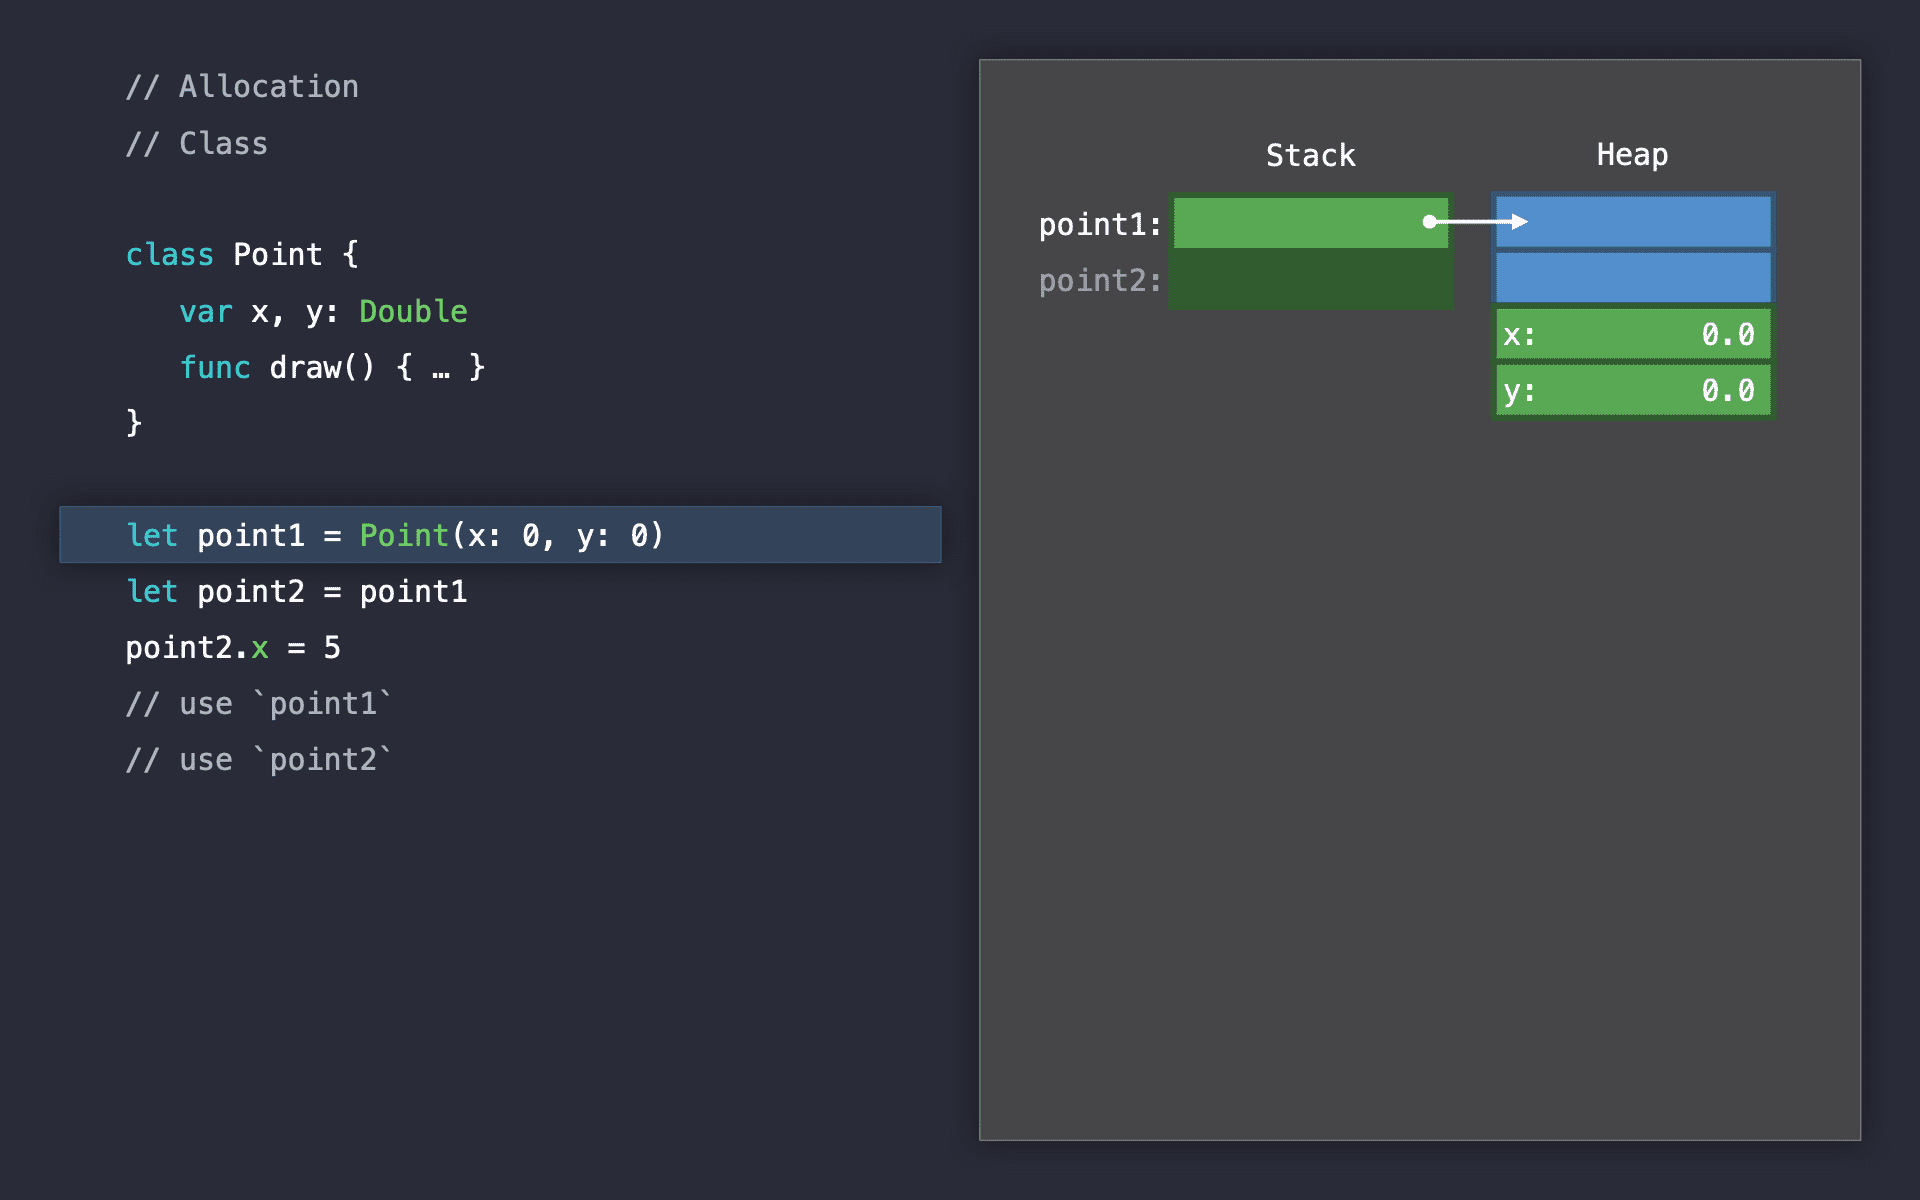 // Allocation
// Class
class Point {
   var x, y: Double
   func draw() { … }
}
let point1 = Point(x: 0, y: 0)
let point2 = point1
point2.x = 5
// use `point1`
// use `point2`
Stack Heap
point1:
point2:
x: 0.0
y: 0.0